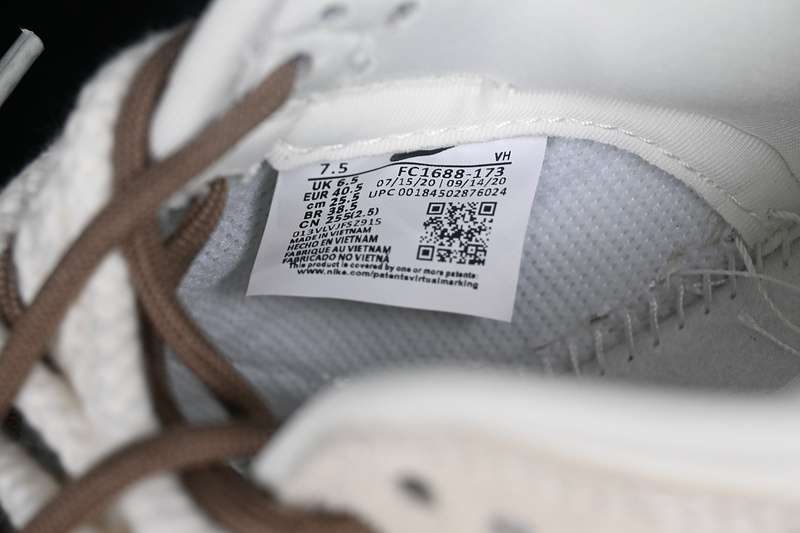 7.5 VH
UK 6.5 FC1688-173
EUR 40.5 07/15/20 | 09/14/20
cm 25.5 UPC 00184502876024
BR 38.5
CN 255(2.5)
013VLVJFSZ91S
MADE IN VIETNAM
HECHO EN VIETNAM
FABRIQUE AU VIETNAM
FABRICADO NO VIETNÃ
This product is covered by one or more patents:
www.nike.com/patentsvirtualmarking